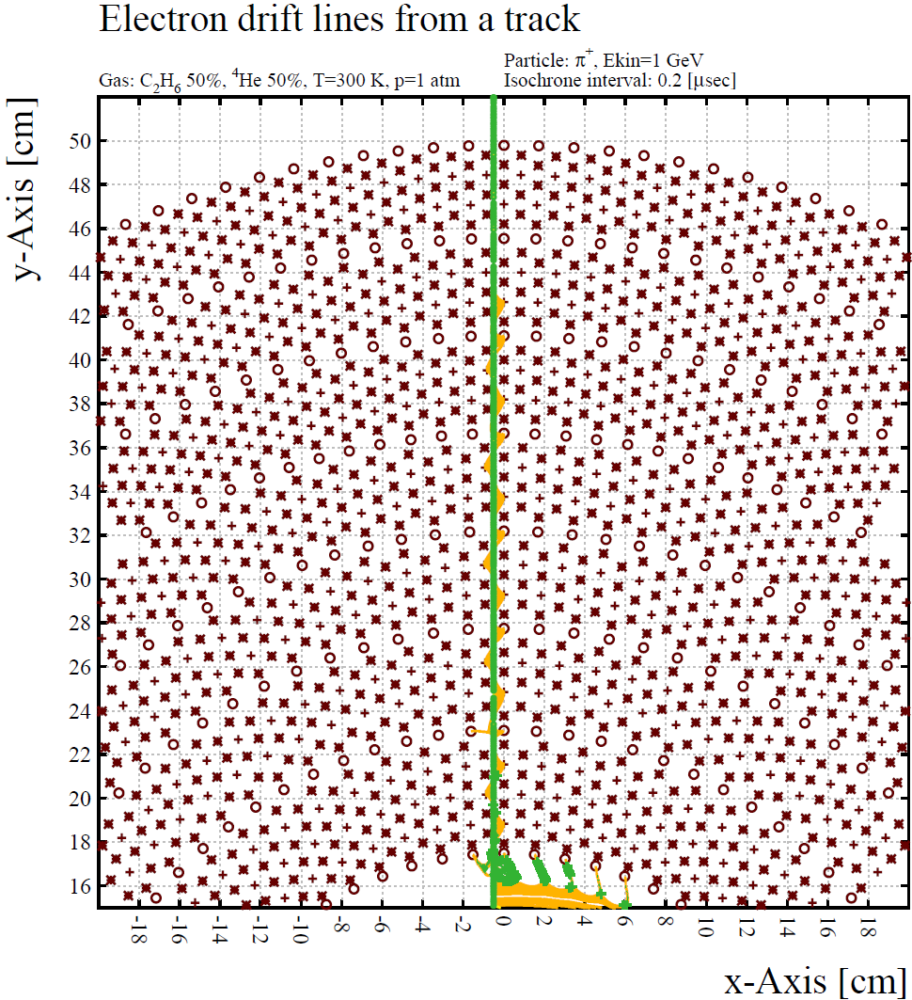 Electron drift lines from a track
Particle: π⁺, Ekin=1 GeV
Gas: C₂H₆ 50%, ⁴He 50%, T=300 K, p=1 atm
Isochrone interval: 0.2 [μsec]
y-Axis [cm]
50
48
46
44
42
40
38
36
34
32
30
28
26
24
22
20
18
16
-18 -16 -14 -12 -10 -8 -6 -4 -2 0 2 4 6 8 10 12 14 16 18
x-Axis [cm]